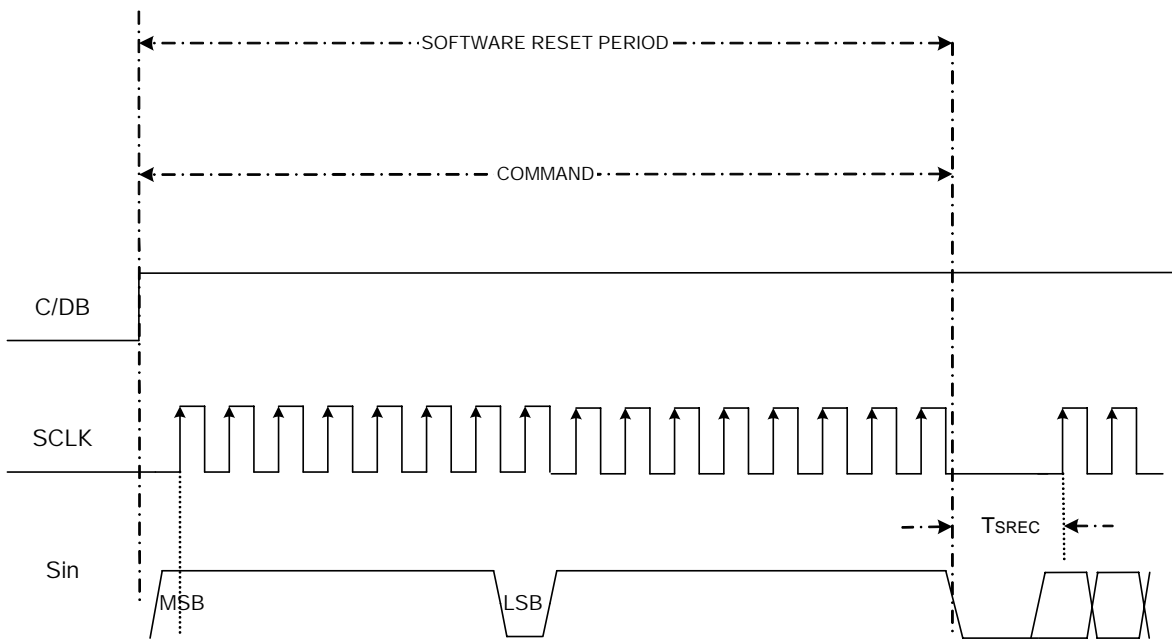 SOFTWARE RESET PERIOD
COMMAND
C/DB
SCLK
TSREC
Sin
MSB
LSB